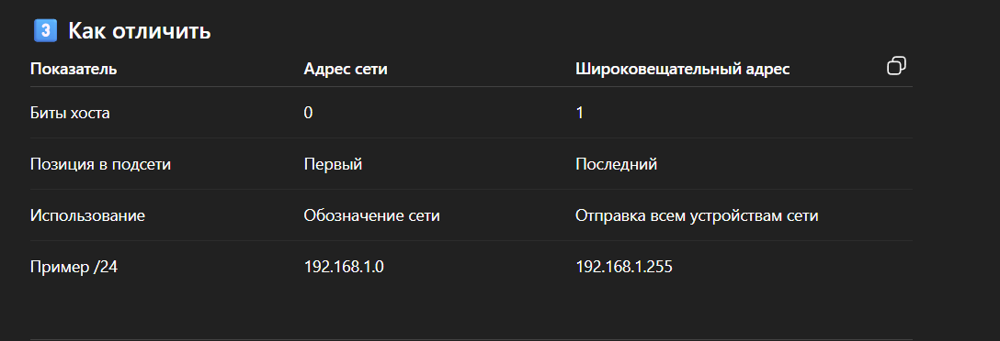 3 Как отличить
Показатель Адрес сети Широковещательный адрес
Биты хоста 0 1
Позиция в подсети Первый Последний
Использование Обозначение сети Отправка всем устройствам сети
Пример /24 192.168.1.0 192.168.1.255